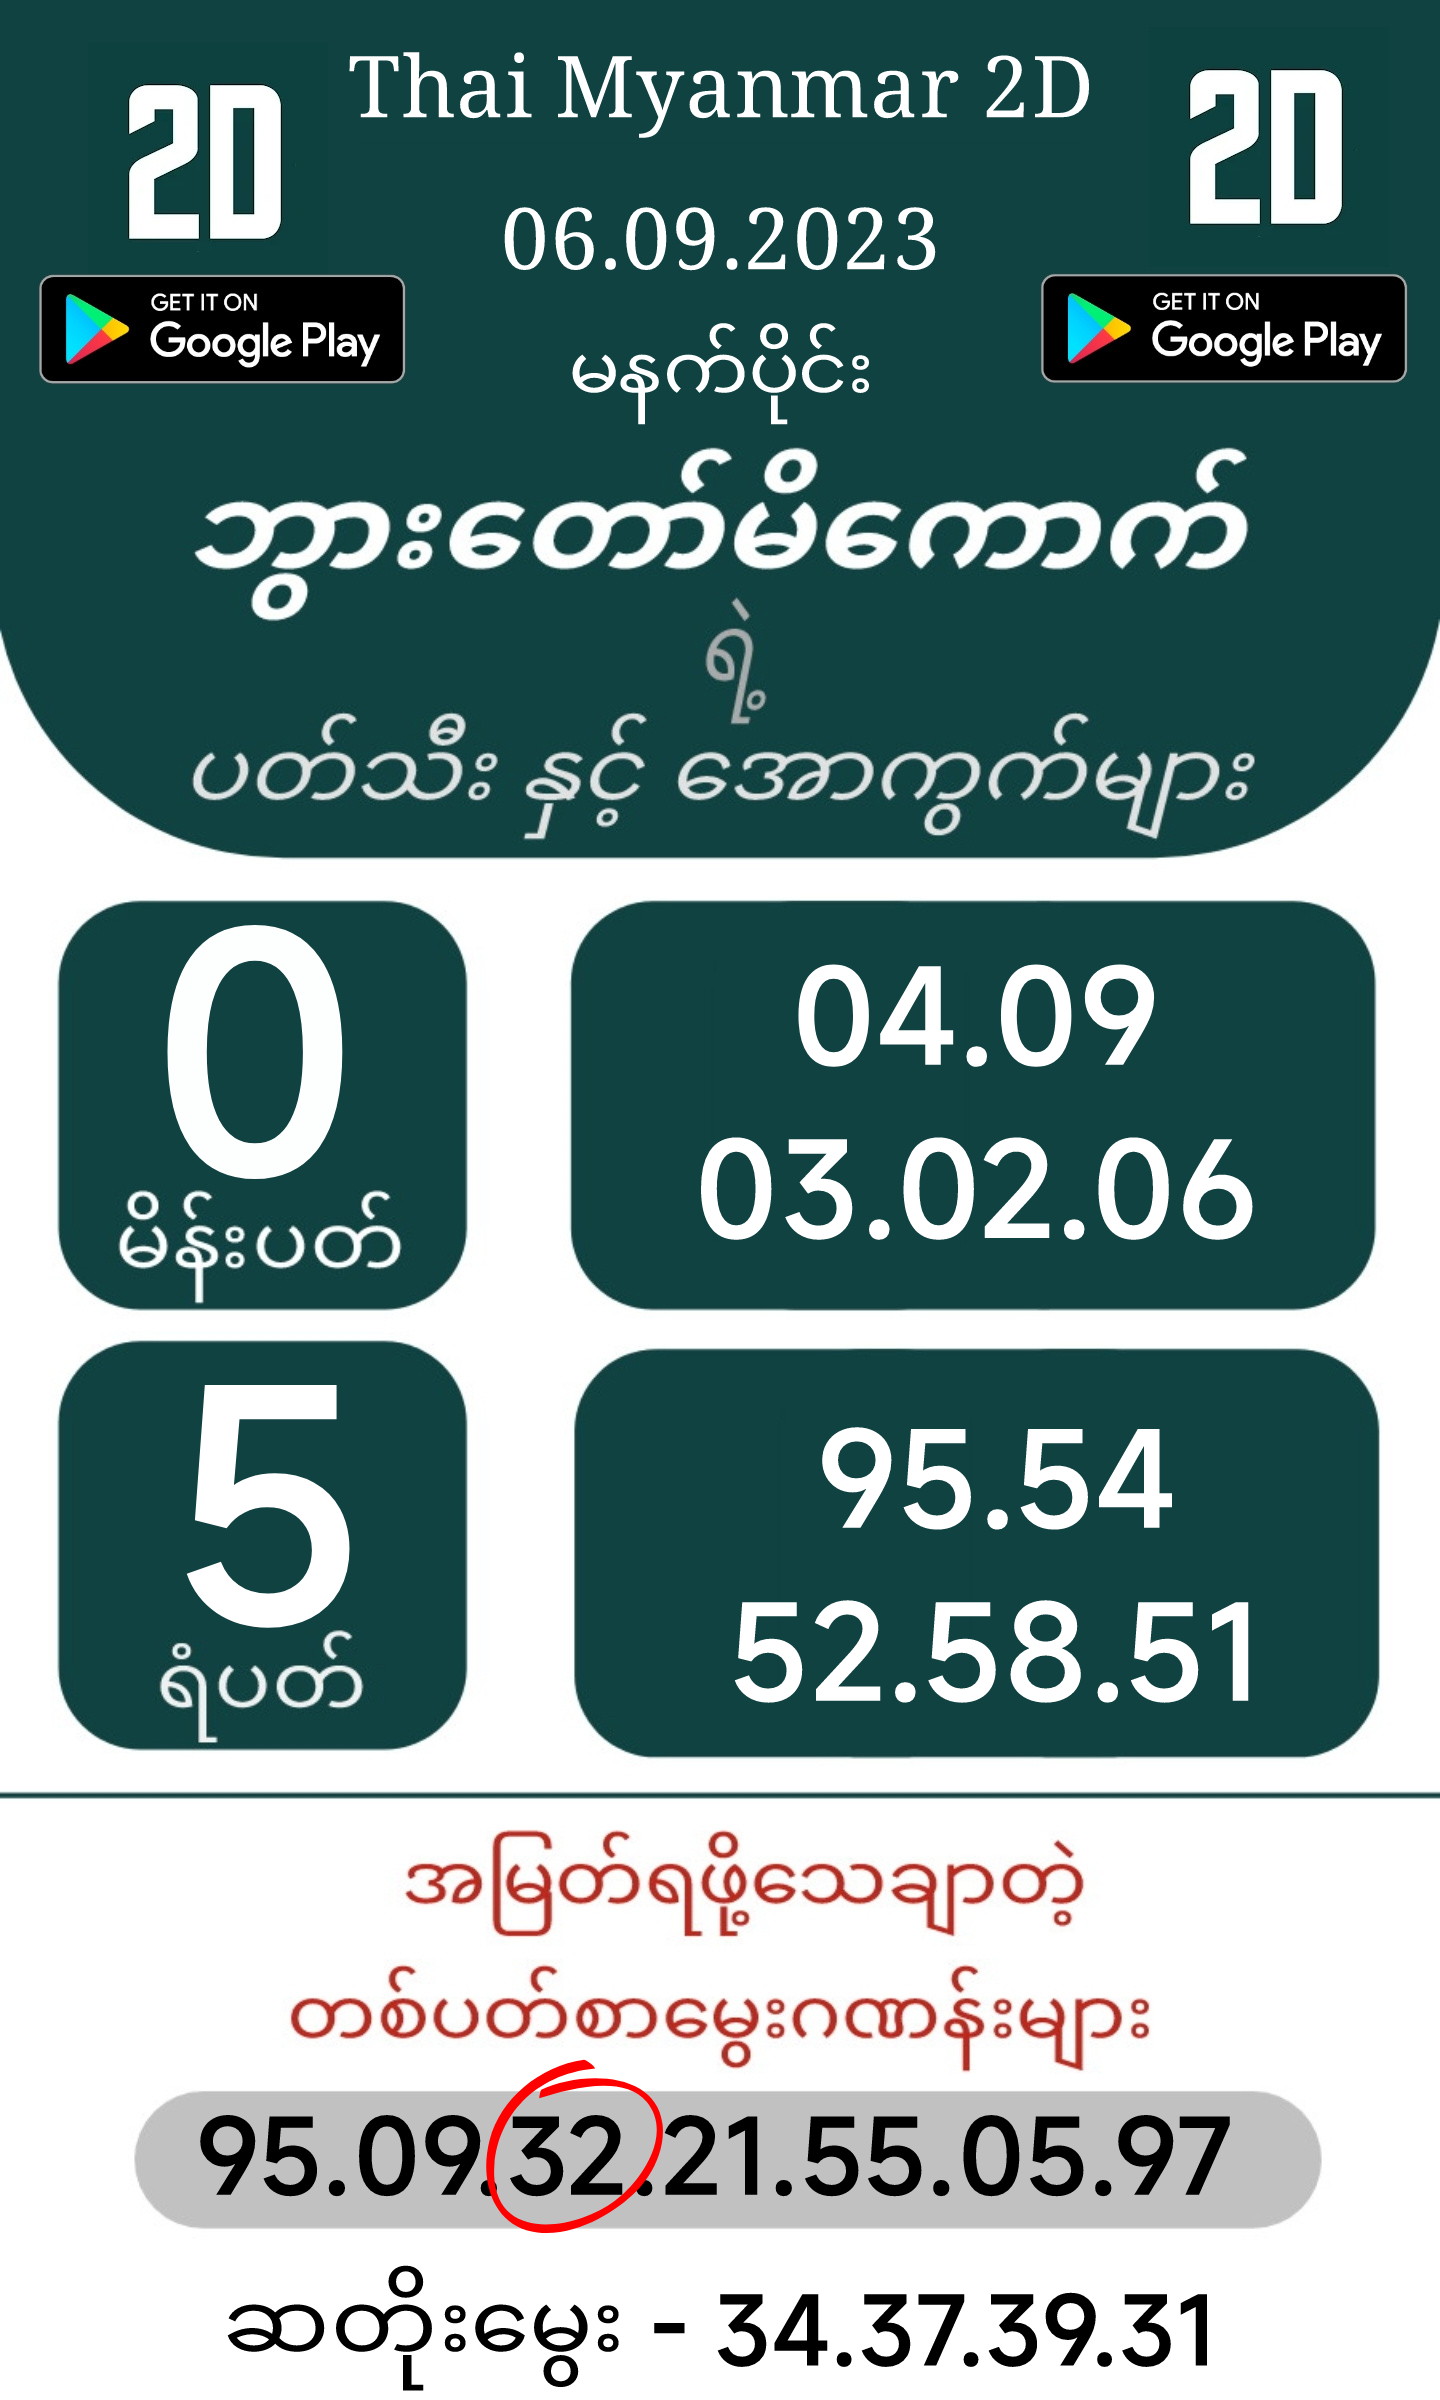 Thai Myanmar 2D
2D
2D
06.09.2023
GET IT ON
Google Play
GET IT ON
Google Play
မနက်ပိုင်း
ဘွားတော်မိကောက်
ရဲ့
ပတ်သီး နှင့် အောကွက်များ
0
မိန်းပတ်
04.09
03.02.06
5
ရံပတ်
95.54
52.58.51
အမြတ်ရဖို့သေချာတဲ့
တစ်ပတ်စာမွေးဂဏန်းများ
95.09.32.21.55.05.97
ဆတိုးမွေး - 34.37.39.31